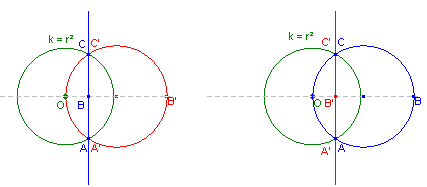 k = r²
C C'
O B B'
A A'
k = r²
C' C
O B' B
A' A